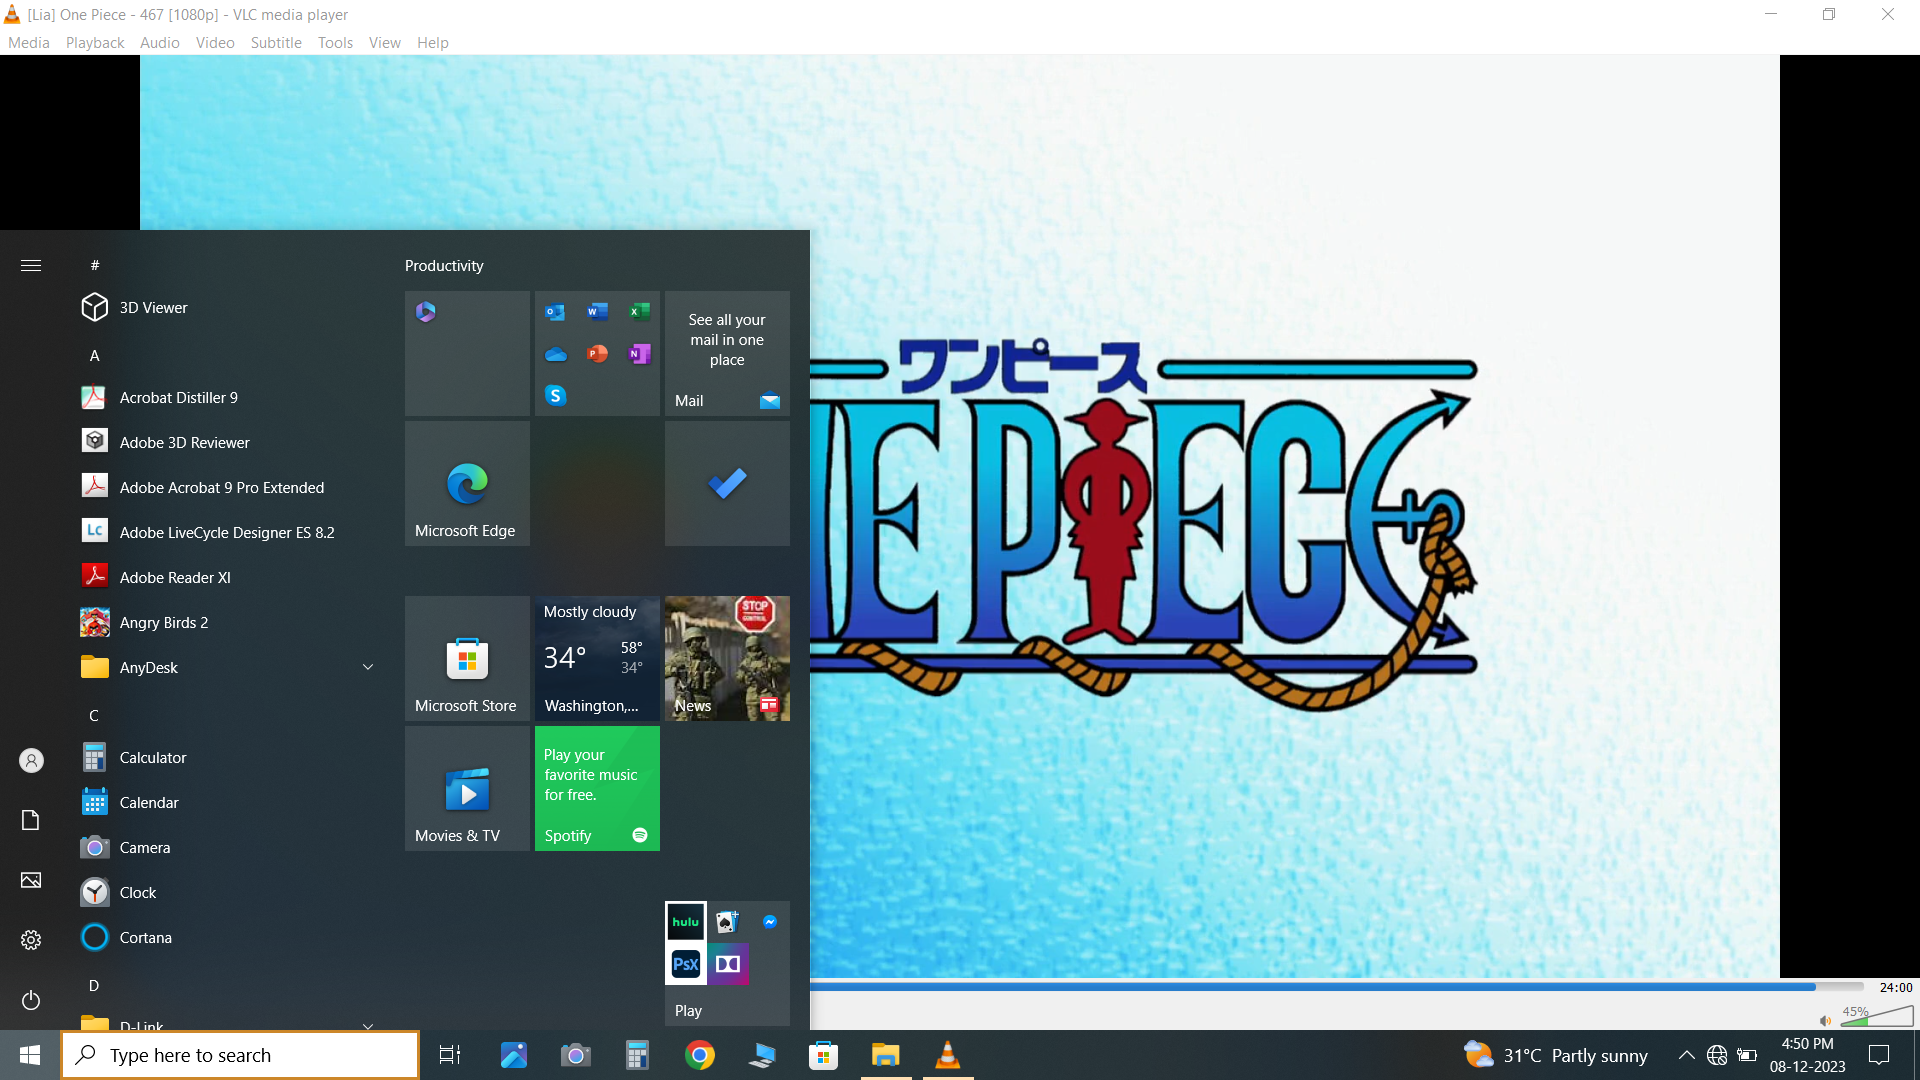 [Lia] One Piece - 467 [1080p] - VLC media player
Media Playback Audio Video Subtitle Tools View Help
ワンピース
NE PIECE
#
3D Viewer
A
Acrobat Distiller 9
Adobe 3D Reviewer
Adobe Acrobat 9 Pro Extended
Lc
Adobe LiveCycle Designer ES 8.2
Adobe Reader XI
Angry Birds 2
AnyDesk
C
Calculator
Calendar
Camera
Clock
Cortana
D
D-Link
Productivity
O W X
P N
S
See all your
mail in one
place
Mail
Microsoft Edge
Microsoft Store
Mostly cloudy
34° 58°
34°
Washington,...
STOP
CONTROL
News
Movies & TV
Play your
favorite music
for free.
Spotify
hulu
PsX
Play
24:00
45%
Type here to search
31°C Partly sunny
4:50 PM
08-12-2023